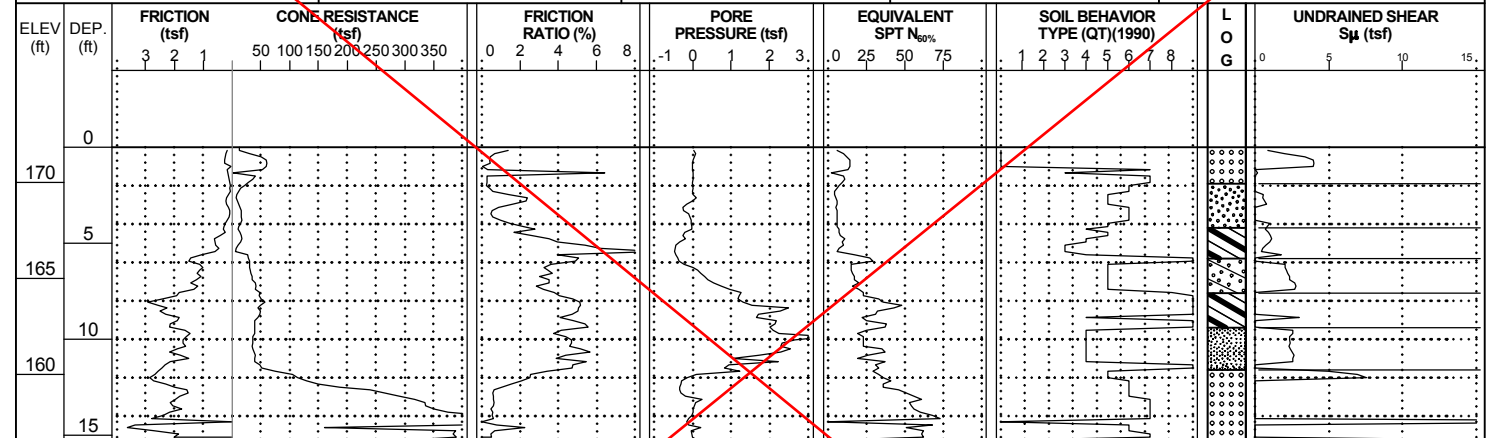 ELEV (ft)
DEP. (ft)
FRICTION (tsf)
3 2 1
CONE RESISTANCE (tsf)
50 100 150 200 250 300 350
FRICTION RATIO (%)
0 2 4 6 8
PORE PRESSURE (tsf)
-1 0 1 2 3
EQUIVALENT SPT N60%
0 25 50 75
SOIL BEHAVIOR TYPE (QT)(1990)
1 2 3 4 5 6 7 8
L
O
G
UNDRAINED SHEAR Sμ (tsf)
0 5 10 15
0
170
5
165
10
160
15